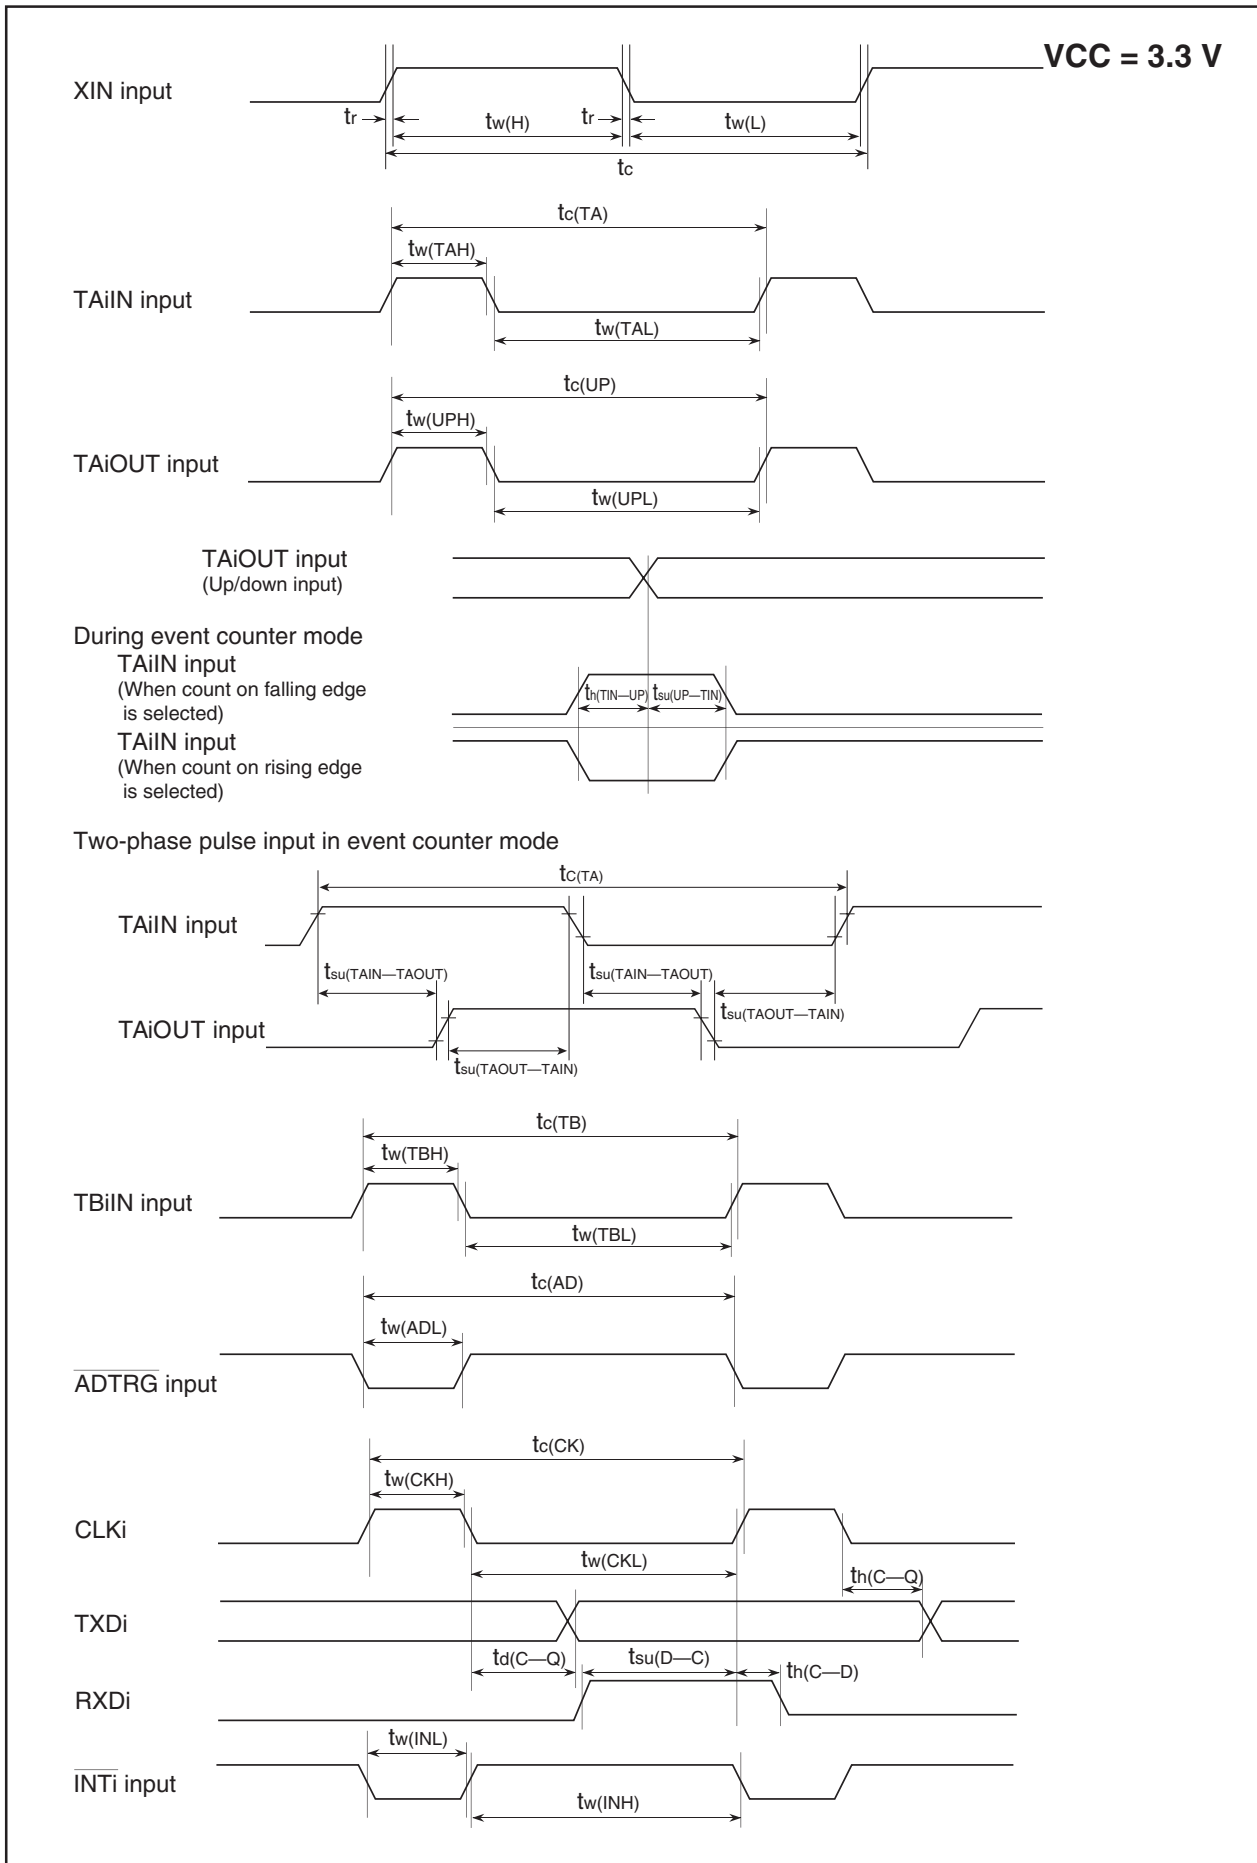 VCC = 3.3 V
XIN input
tr
tw(H)
tr
tw(L)
tc
tc(TA)
tw(TAH)
TAiIN input
tw(TAL)
tc(UP)
tw(UPH)
TAiOUT input
tw(UPL)
TAiOUT input
(Up/down input)
During event counter mode
TAiIN input
(When count on falling edge
is selected)
th(TIN—UP)
tsu(UP—TIN)
TAiIN input
(When count on rising edge
is selected)
Two-phase pulse input in event counter mode
tC(TA)
TAiIN input
tsu(TAIN—TAOUT)
tsu(TAIN—TAOUT)
tsu(TAOUT—TAIN)
TAiOUT input
tsu(TAOUT—TAIN)
tc(TB)
tw(TBH)
TBiIN input
tw(TBL)
tc(AD)
tw(ADL)
ADTRG input
tc(CK)
tw(CKH)
CLKi
tw(CKL)
th(C—Q)
TXDi
td(C—Q)
tsu(D—C)
th(C—D)
RXDi
tw(INL)
INTi input
tw(INH)